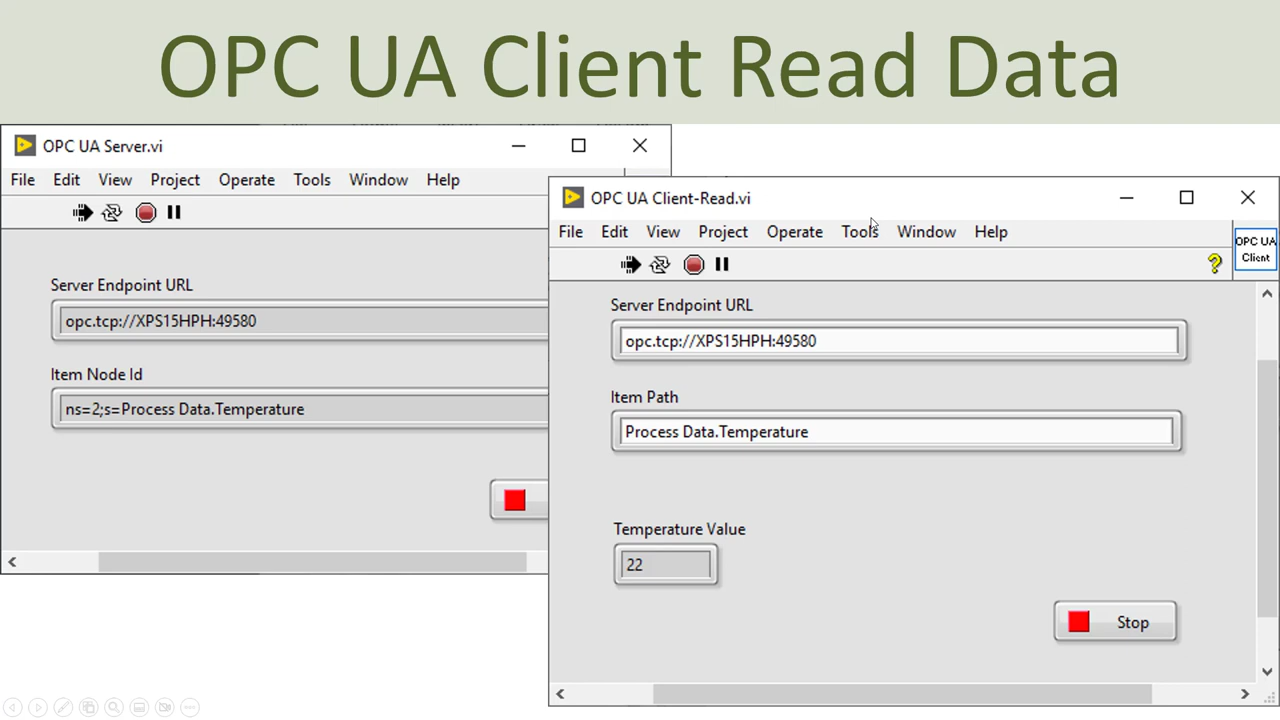 OPC UA Client Read Data
OPC UA Server.vi
File Edit View Project Operate Tools Window Help
Server Endpoint URL
opc.tcp://XPS15HPH:49580
Item Node Id
ns=2;s=Process Data.Temperature
OPC UA Client-Read.vi
File Edit View Project Operate Tools Window Help
?
OPC UA
Client
Server Endpoint URL
opc.tcp://XPS15HPH:49580
Item Path
Process Data.Temperature
Temperature Value
22
Stop